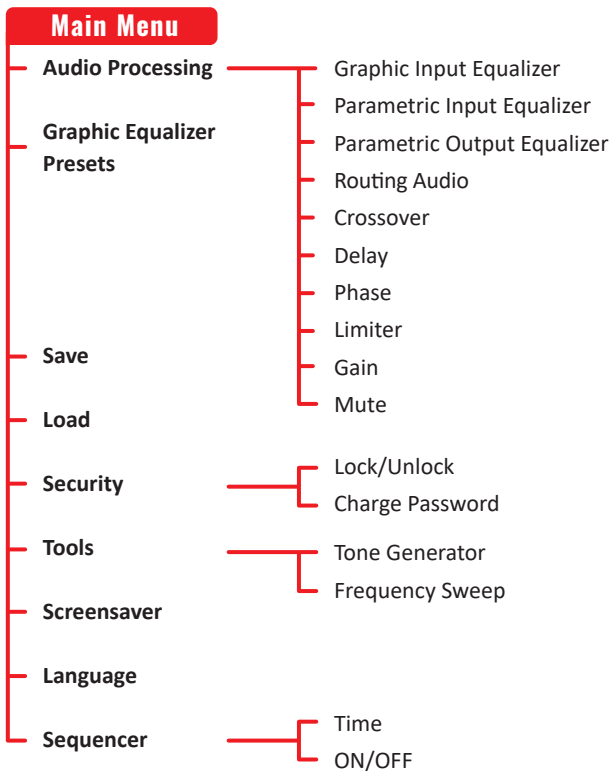 Main Menu
Audio Processing
Graphic Input Equalizer
Parametric Input Equalizer
Parametric Output Equalizer
Routing Audio
Crossover
Delay
Phase
Limiter
Gain
Mute
Graphic Equalizer
Presets
Save
Load
Security
Lock/Unlock
Charge Password
Tools
Tone Generator
Frequency Sweep
Screensaver
Language
Sequencer
Time
ON/OFF